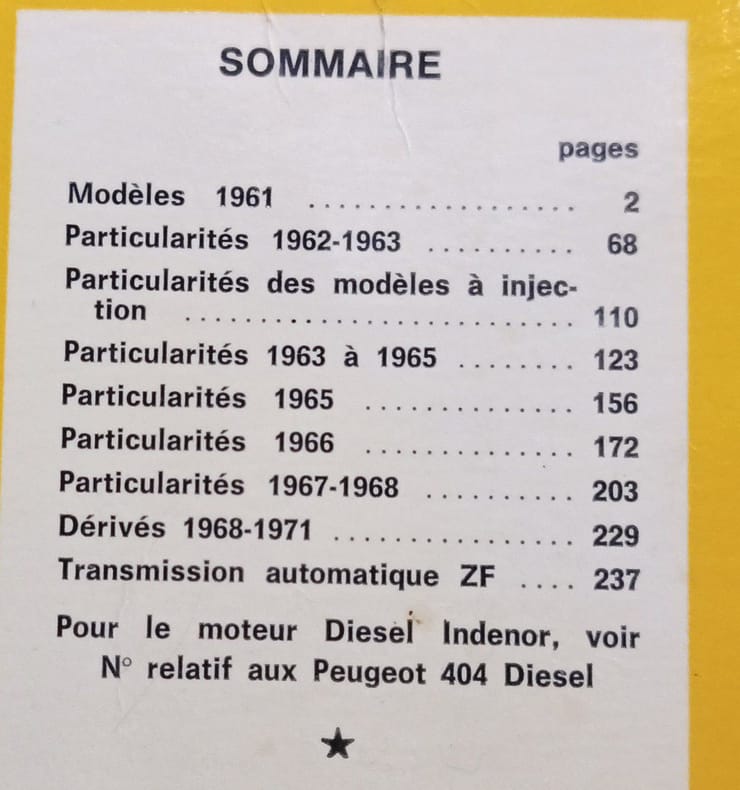 SOMMAIRE
pages
Modèles 1961 .................. 2
Particularités 1962-1963 .......... 68
Particularités des modèles à injec-
tion .......................... 110
Particularités 1963 à 1965 ........ 123
Particularités 1965 .............. 156
Particularités 1966 .............. 172
Particularités 1967-1968 .......... 203
Dérivés 1968-1971 ................ 229
Transmission automatique ZF .... 237
Pour le moteur Diesel Indenor, voir
N° relatif aux Peugeot 404 Diesel